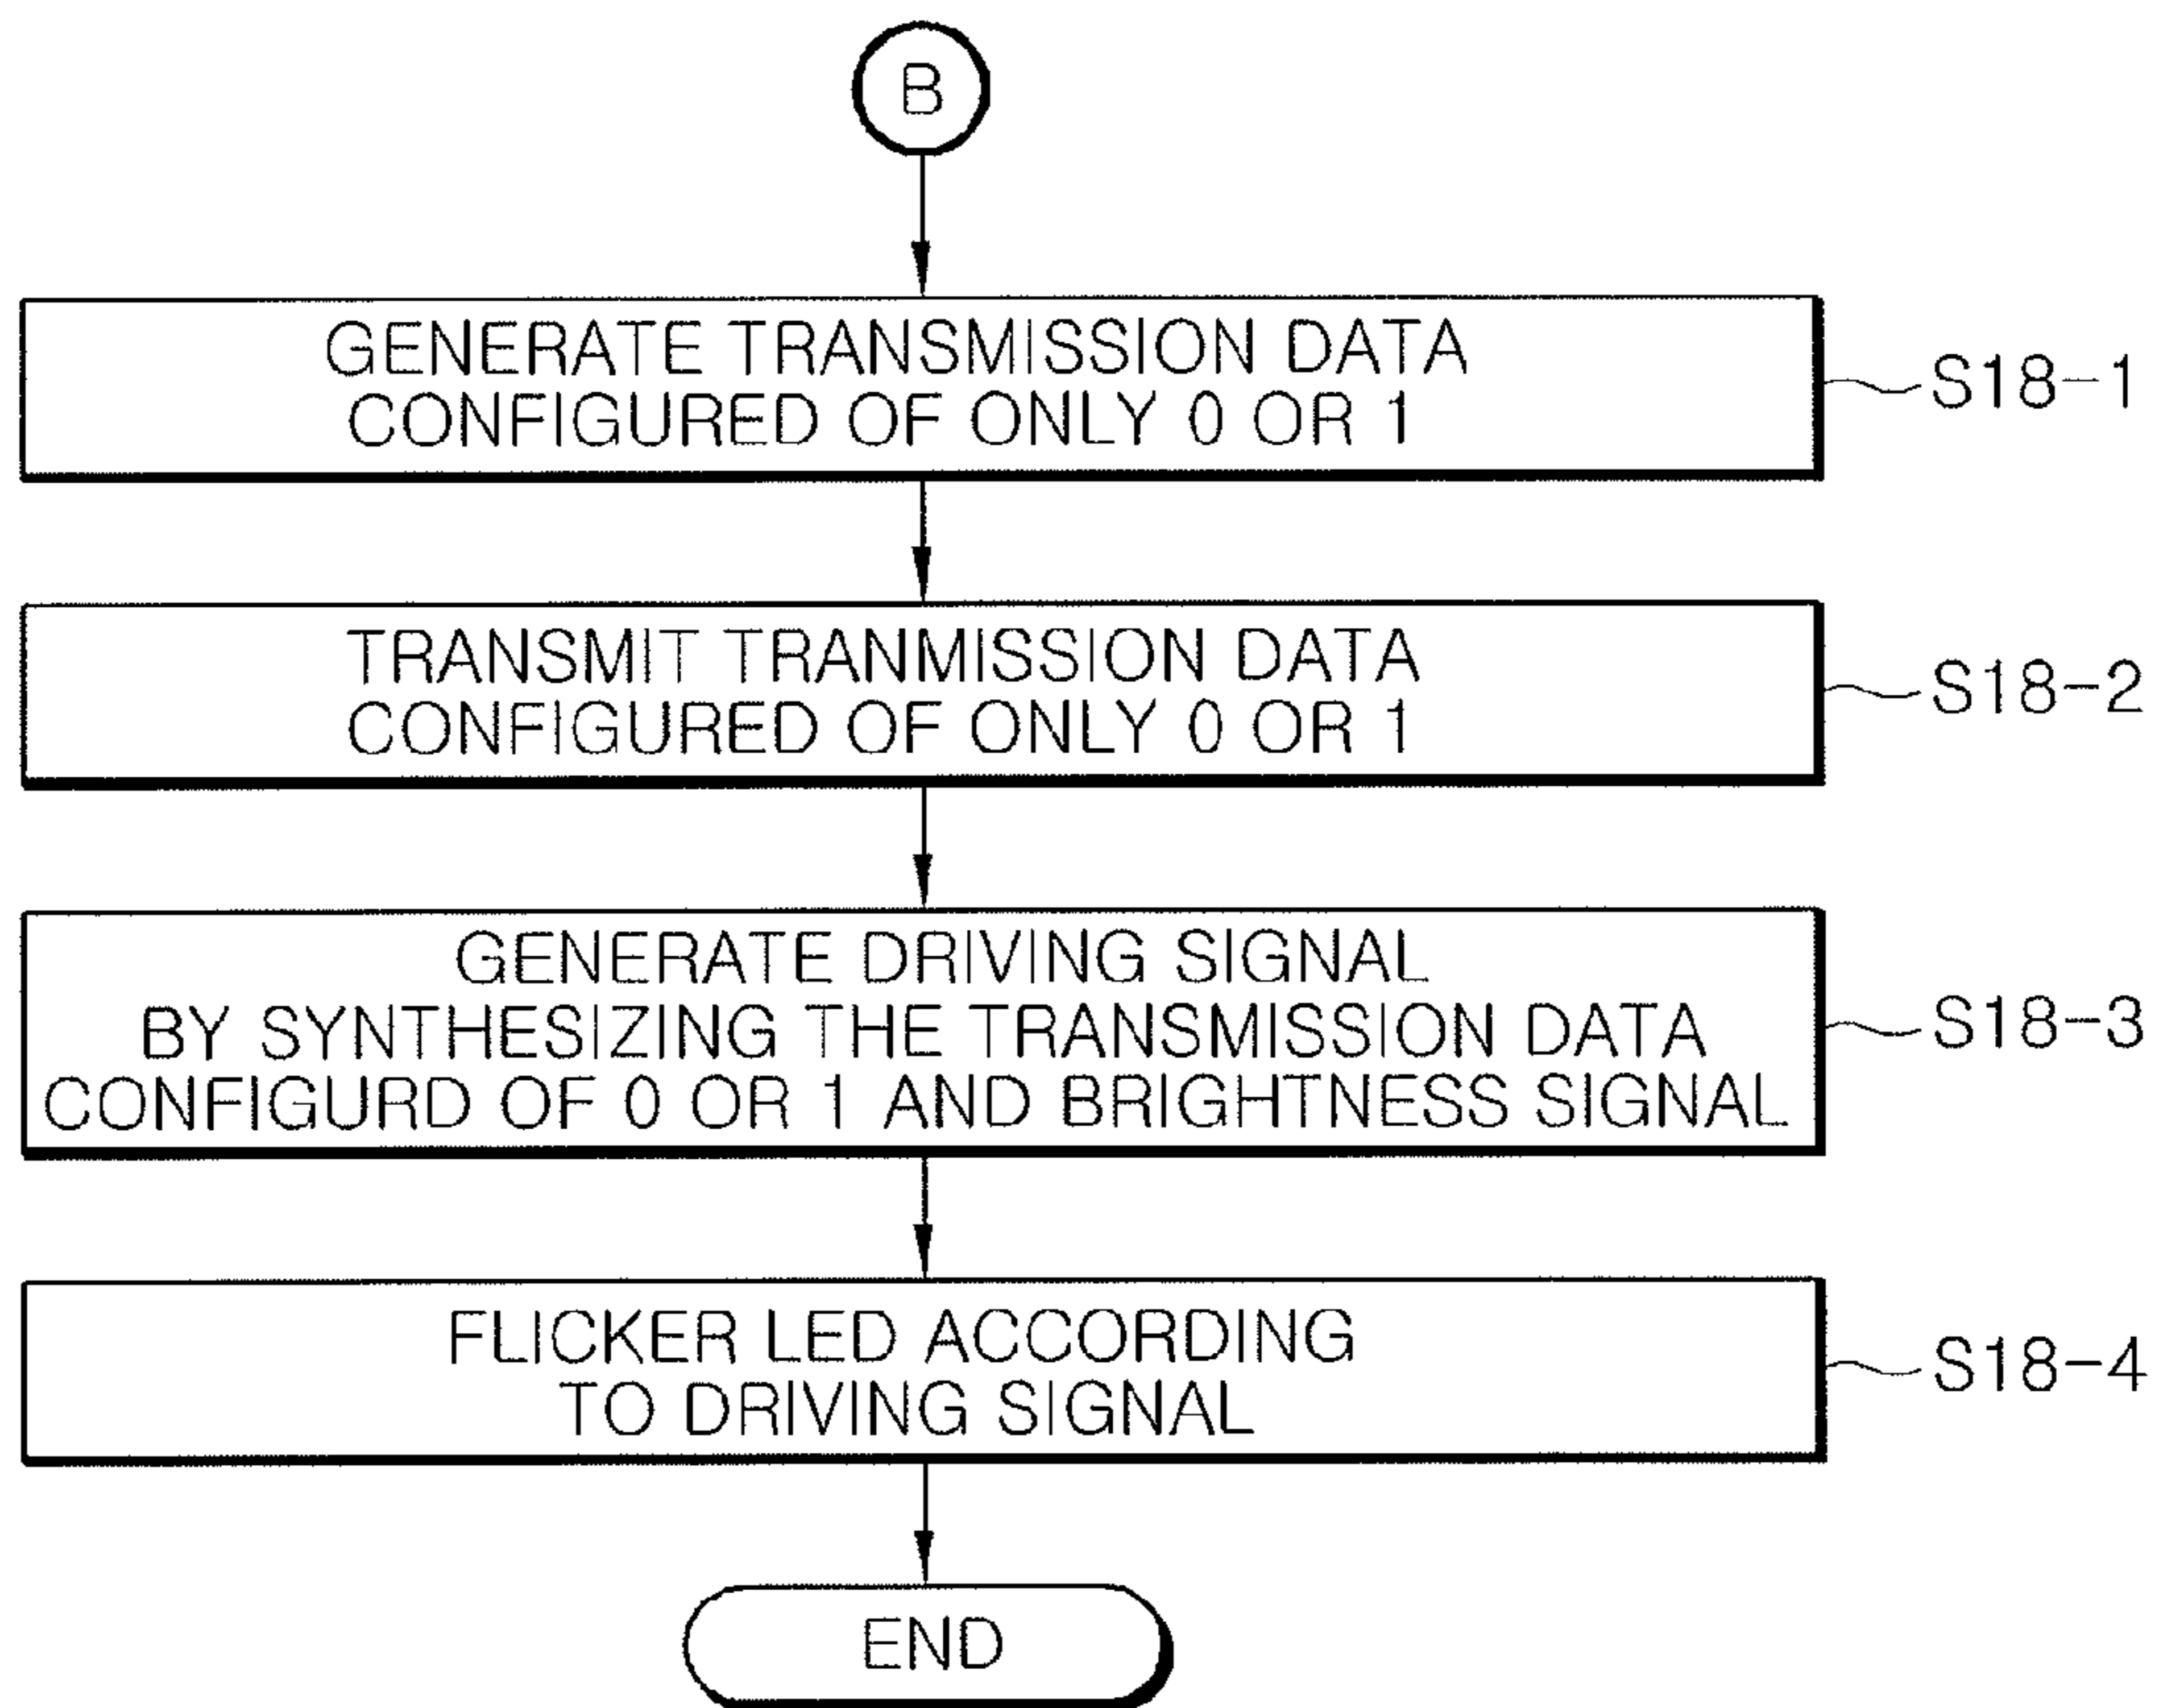 B
GENERATE TRANSMISSION DATA
CONFIGURED OF ONLY 0 OR 1
S18-1
TRANSMIT TRANMISSION DATA
CONFIGURED OF ONLY 0 OR 1
S18-2
GENERATE DRIVING SIGNAL
BY SYNTHESIZING THE TRANSMISSION DATA
CONFIGURD OF 0 OR 1 AND BRIGHTNESS SIGNAL
S18-3
FLICKER LED ACCORDING
TO DRIVING SIGNAL
S18-4
END